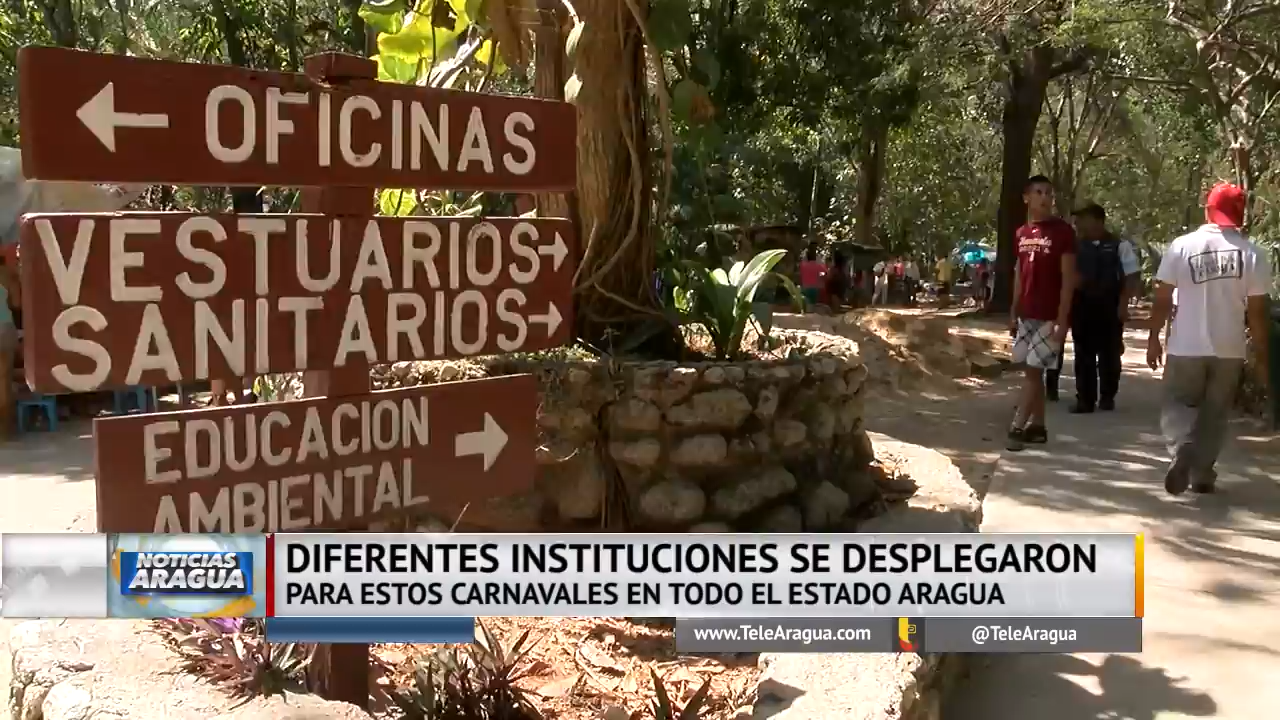 ← OFICINAS
VESTUARIOS →
SANITARIOS →
EDUCACION →
AMBIENTAL
NOTICIAS
ARAGUA
DIFERENTES INSTITUCIONES SE DESPLEGARON
PARA ESTOS CARNAVALES EN TODO EL ESTADO ARAGUA
www.TeleAragua.com
@TeleAragua